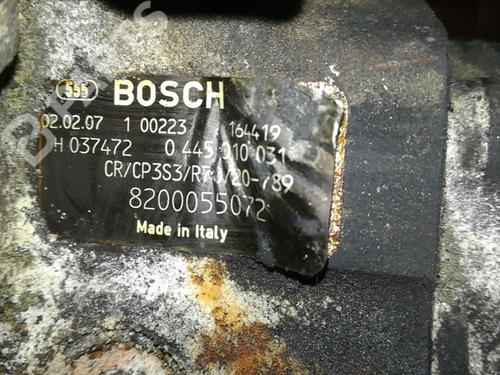 555 BOSCH
02.02.07 1 00223 164419
H 037472 0 445 010 031
CR/CP3S3/R70/20-789
8200055072
Made in Italy